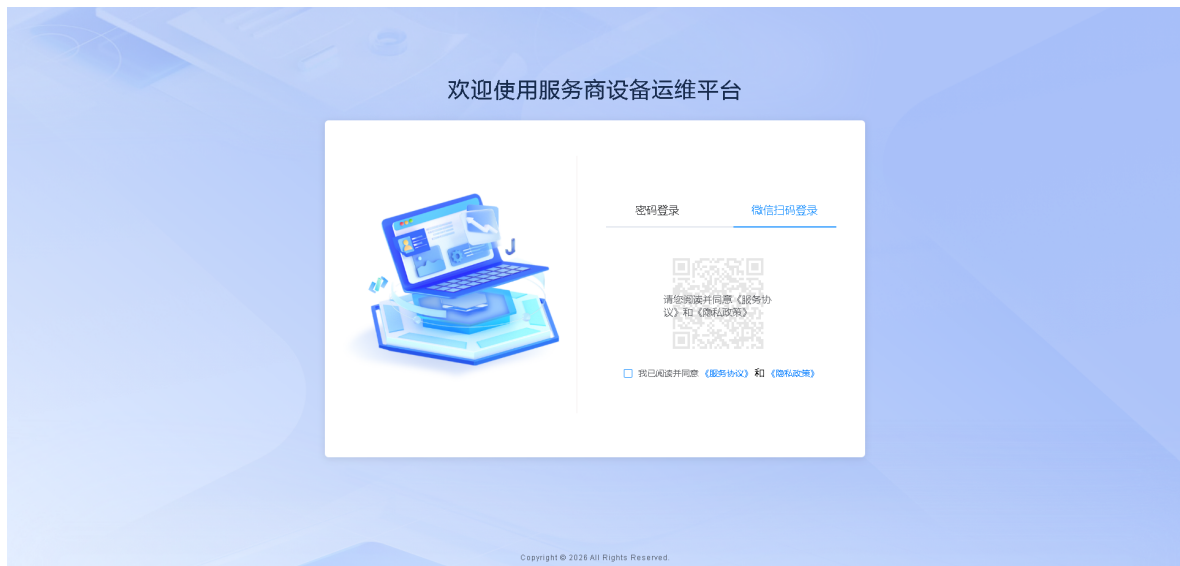 欢迎使用服务商设备运维平台
密码登录
微信扫码登录
请您阅读并同意《服务协
议》和《隐私政策》
我已阅读并同意 《服务协议》 和 《隐私政策》
Copyright © 2026 All Rights Reserved.